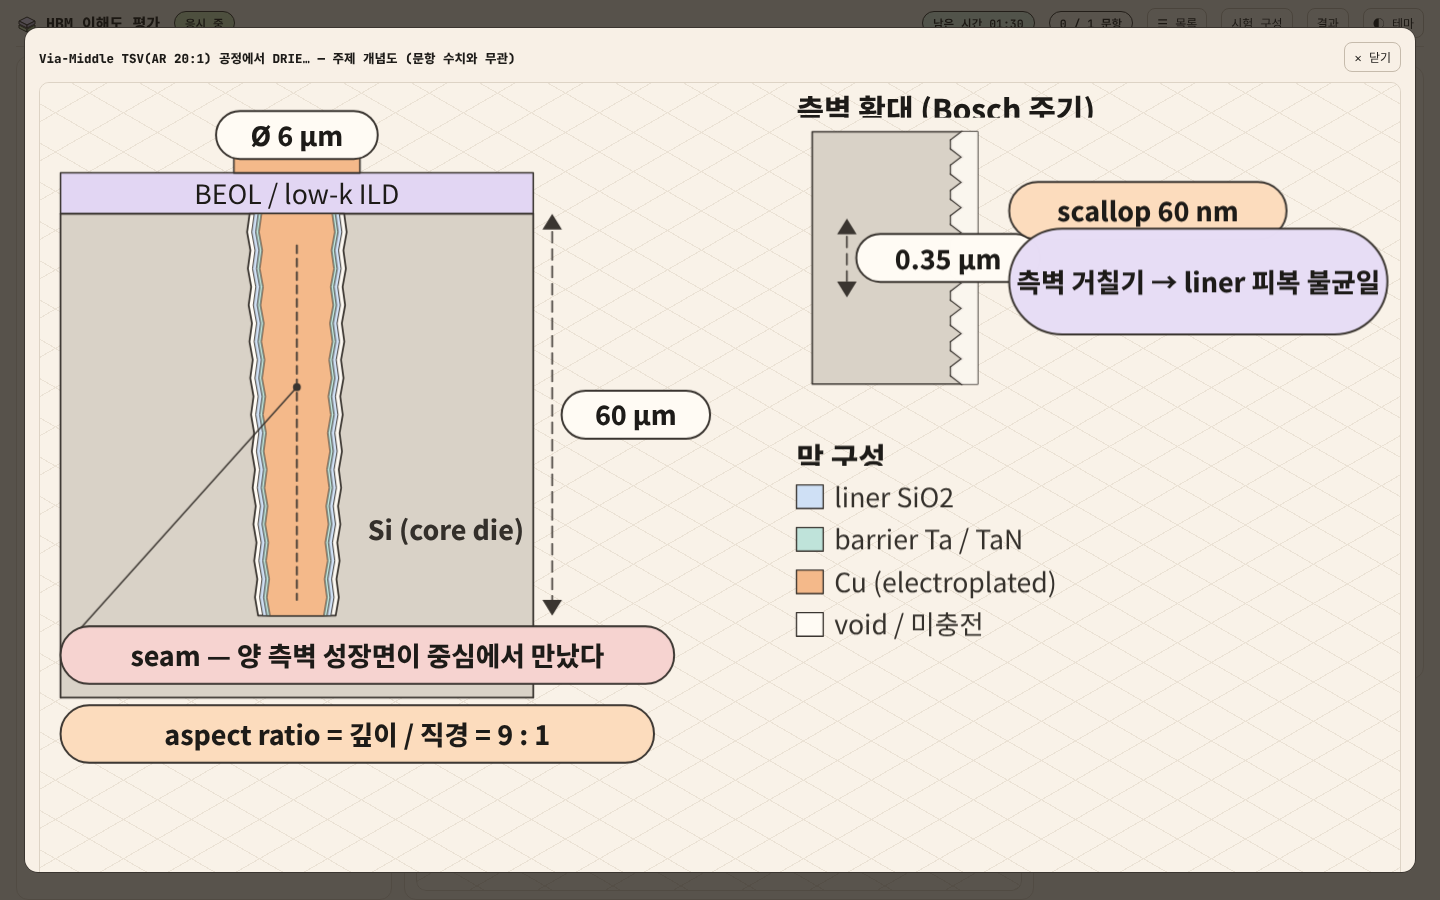 HBM 이해도 평가
응시 중
남은 시간 01:30
0 / 1 문항
☰ 목록
시험 구성
결과
◐ 테마
Via-Middle TSV(AR 20:1) 공정에서 DRIE… — 주제 개념도 (문항 수치와 무관)
× 닫기
Ø 6 µm
BEOL / low-k ILD
60 µm
Si (core die)
seam — 양 측벽 성장면이 중심에서 만났다
aspect ratio = 깊이 / 직경 = 9 : 1
측벽 확대 (Bosch 주기)
scallop 60 nm
0.35 µm
측벽 거칠기 → liner 피복 불균일
막 구성
liner SiO2
barrier Ta / TaN
Cu (electroplated)
void / 미충전